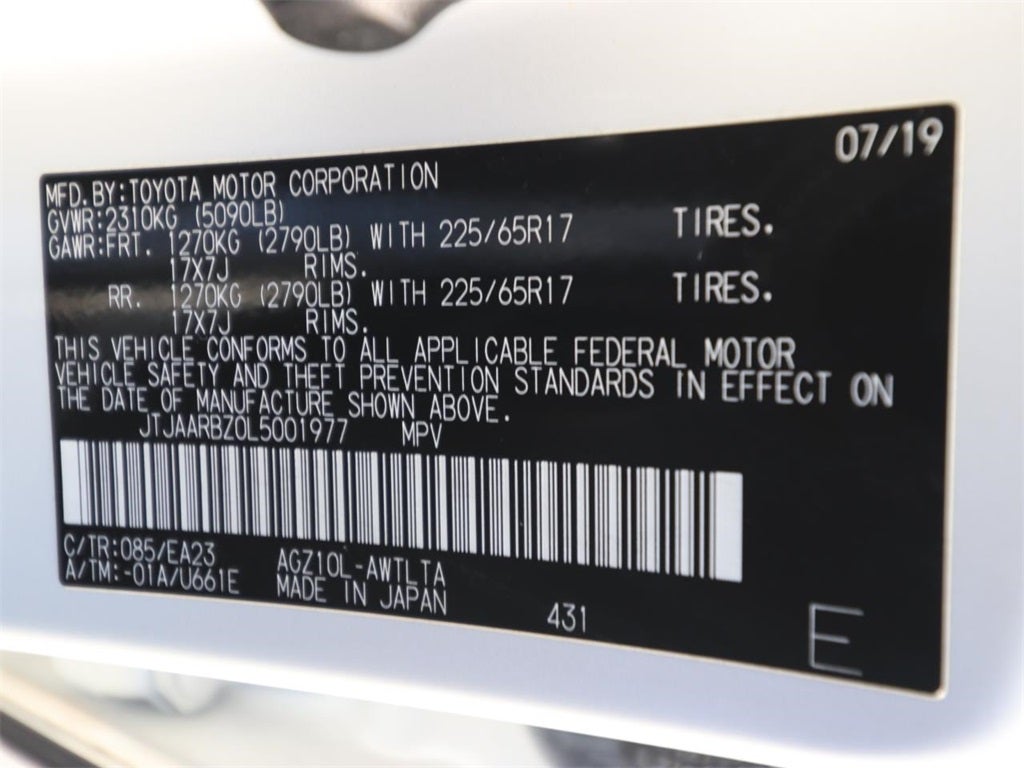 07/19
MFD.BY:TOYOTA MOTOR CORPORATION
GVWR:2310KG (5090LB)
GAWR:FRT. 1270KG (2790LB) WITH 225/65R17 TIRES.
17X7J RIMS.
RR. 1270KG (2790LB) WITH 225/65R17 TIRES.
17X7J RIMS.
THIS VEHICLE CONFORMS TO ALL APPLICABLE FEDERAL MOTOR
VEHICLE SAFETY AND THEFT PREVENTION STANDARDS IN EFFECT ON
THE DATE OF MANUFACTURE SHOWN ABOVE.
JTJAARBZ0L5001977 MPV
C/TR:085/EA23 AGZ10L-AWTLTA
A/TM:-01A/U661E MADE IN JAPAN
431
E